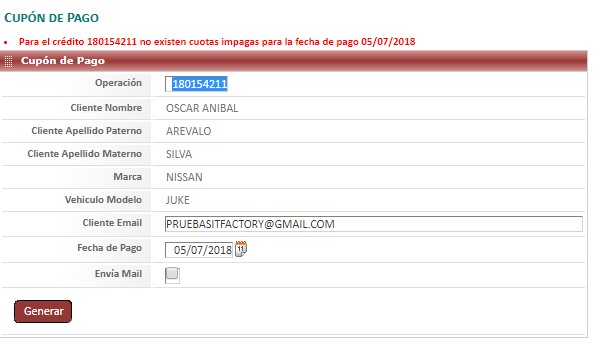 CUPÓN DE PAGO
Para el crédito 180154211 no existen cuotas impagas para la fecha de pago 05/07/2018
Cupón de Pago
Operación 180154211
Cliente Nombre OSCAR ANIBAL
Cliente Apellido Paterno AREVALO
Cliente Apellido Materno SILVA
Marca NISSAN
Vehiculo Modelo JUKE
Cliente Email PRUEBASITFACTORY@GMAIL.COM
Fecha de Pago 05/07/2018 11
Envía Mail
Generar